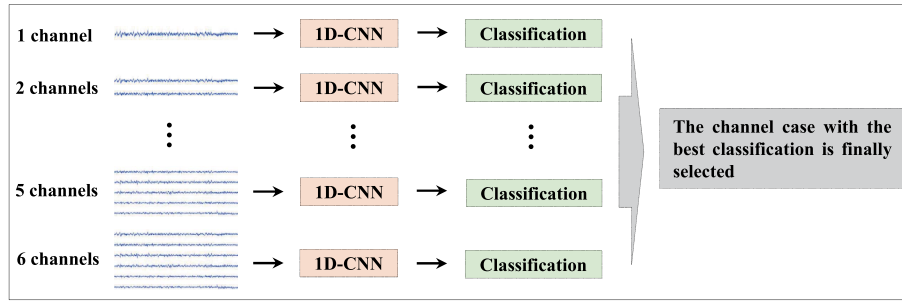 1 channel 1D-CNN Classification
2 channels 1D-CNN Classification
The channel case with the
best classification is finally
selected
5 channels 1D-CNN Classification
6 channels 1D-CNN Classification